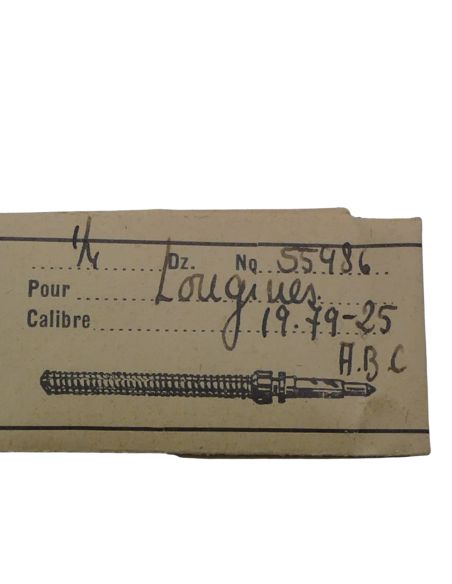 1/4 Dz. No 55486
Pour Longines
Calibre 19.79-25
A.B.C